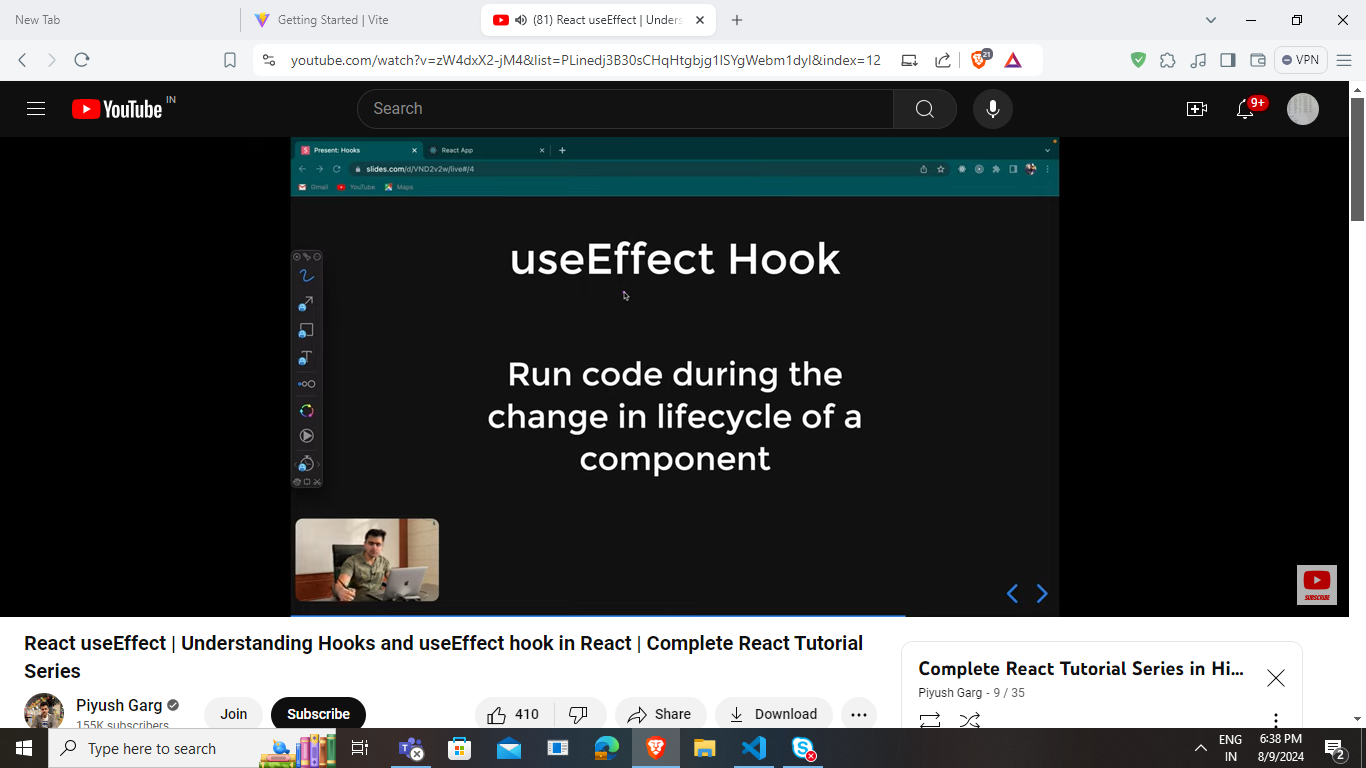 New Tab
Getting Started | Vite
(81) React useEffect | Unders
youtube.com/watch?v=zW4dxX2-jM4&list=PLinedj3B30sCHqHtgbjg1ISYgWebm1dyl&index=12
21
VPN
YouTube IN
Search
9+
Present: Hooks
React App
slides.com/d/VND2v2w/live#/4
Gmail
YouTube
Maps
useEffect Hook
Run code during the
change in lifecycle of a
component
SUBSCRIBE
React useEffect | Understanding Hooks and useEffect hook in React | Complete React Tutorial
Series
Piyush Garg
155K subscribers
Join
Subscribe
410
Share
Download
Complete React Tutorial Series in Hi...
Piyush Garg - 9 / 35
Type here to search
ENG
IN
6:38 PM
8/9/2024
2